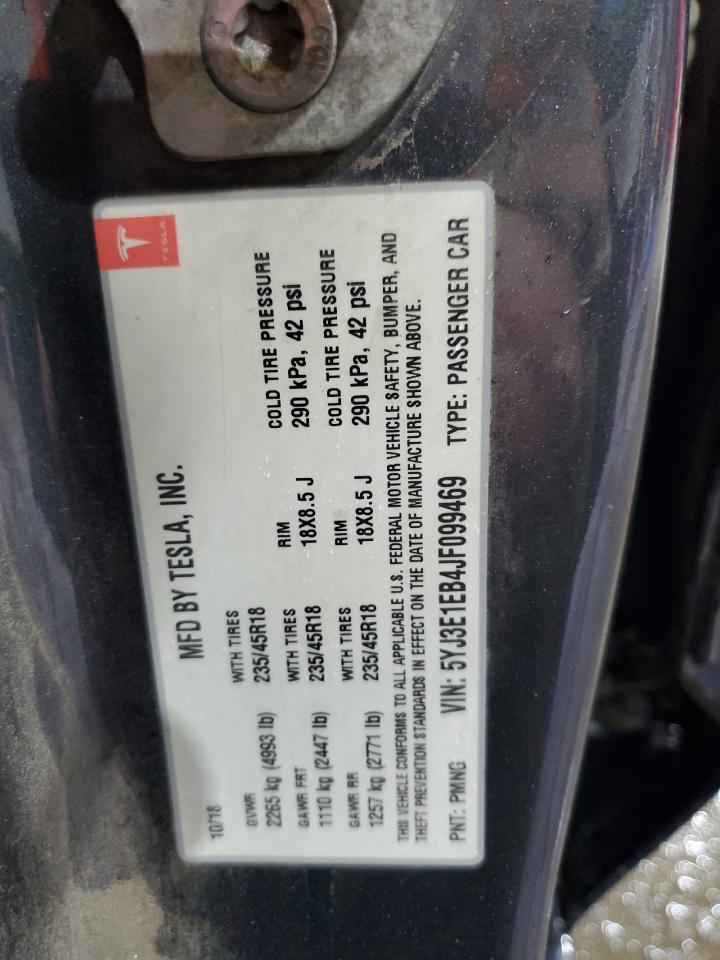 TESLA
MFD BY TESLA, INC.
10/18
GVWR
2265 kg (4993 lb)
WITH TIRES
235/45R18
GAWR FRT
1110 kg (2447 lb)
WITH TIRES
235/45R18
RIM
18X8.5 J
COLD TIRE PRESSURE
290 kPa, 42 psi
GAWR RR
1257 kg (2771 lb)
WITH TIRES
235/45R18
RIM
18X8.5 J
COLD TIRE PRESSURE
290 kPa, 42 psi
THIS VEHICLE CONFORMS TO ALL APPLICABLE U.S. FEDERAL MOTOR VEHICLE SAFETY, BUMPER, AND
THEFT PREVENTION STANDARDS IN EFFECT ON THE DATE OF MANUFACTURE SHOWN ABOVE.
PNT: PMNG VIN: 5YJ3E1EB4JF099469 TYPE: PASSENGER CAR